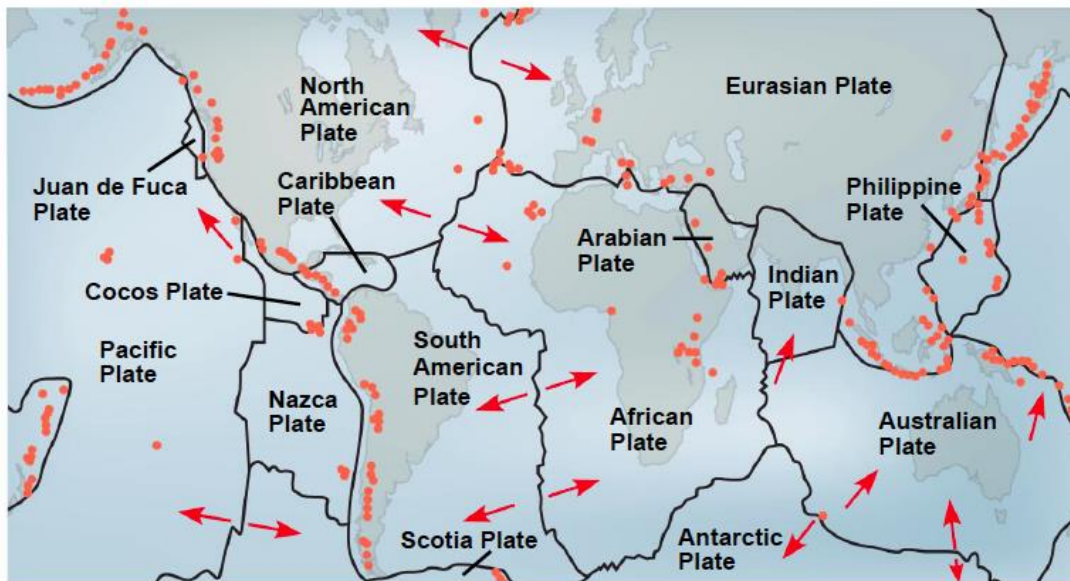 North
American
Plate
Eurasian Plate
Juan de Fuca
Plate
Caribbean
Plate
Philippine
Plate
Arabian
Plate
Indian
Plate
Cocos Plate
Pacific
Plate
South
American
Plate
Nazca
Plate
African
Plate
Australian
Plate
Scotia Plate
Antarctic
Plate